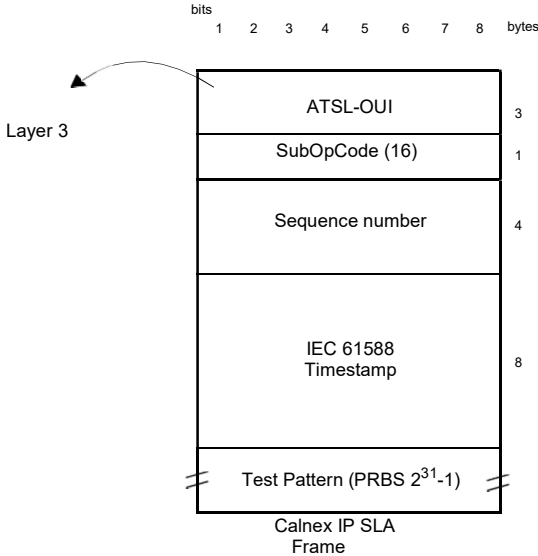 bits
1 2 3 4 5 6 7 8 bytes
ATSL-OUI 3
Layer 3
SubOpCode (16) 1
Sequence number 4
IEC 61588
Timestamp 8
Test Pattern (PRBS 2^31-1)
Calnex IP SLA
Frame